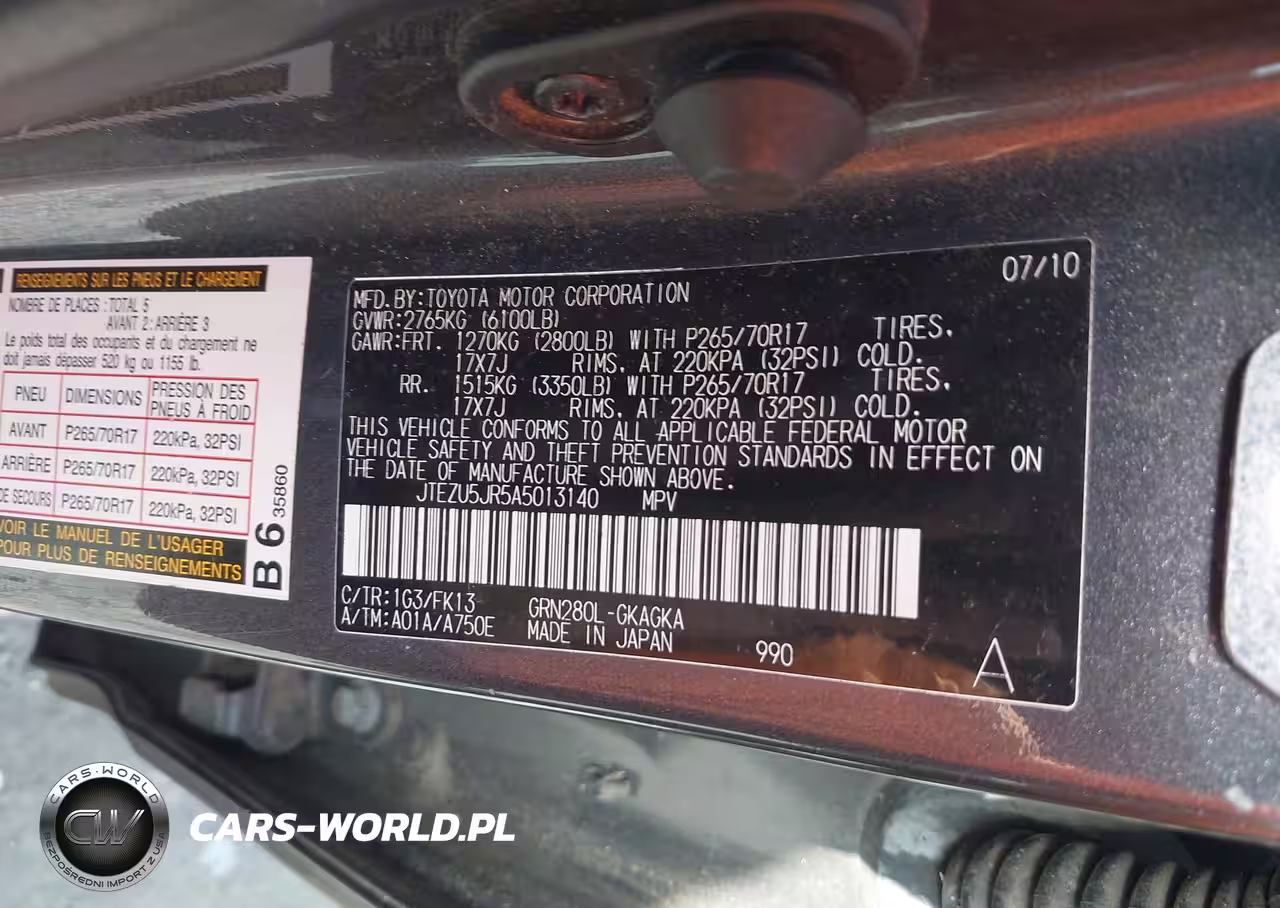 RENSEIGNEMENTS SUR LES PNEUS ET LE CHARGEMENT
NOMBRE DE PLACES : TOTAL 5
AVANT 2: ARRIÈRE 3
Le poids total des occupants et du chargement ne
doit jamais dépasser 520 kg ou 1155 lb.
PNEU DIMENSIONS PRESSION DES PNEUS À FROID
AVANT P265/70R17 220kPa, 32PSI
ARRIÈRE P265/70R17 220kPa, 32PSI
DE SECOURS P265/70R17 220kPa, 32PSI
VOIR LE MANUEL DE L'USAGER
POUR PLUS DE RENSEIGNEMENTS
B 6 35860
07/10
MFD.BY:TOYOTA MOTOR CORPORATION
GVWR:2765KG (6100LB)
GAWR:FRT. 1270KG (2800LB) WITH P265/70R17 TIRES,
17X7J RIMS, AT 220KPA (32PSI) COLD.
RR. 1515KG (3350LB) WITH P265/70R17 TIRES,
17X7J RIMS, AT 220KPA (32PSI) COLD.
THIS VEHICLE CONFORMS TO ALL APPLICABLE FEDERAL MOTOR
VEHICLE SAFETY AND THEFT PREVENTION STANDARDS IN EFFECT ON
THE DATE OF MANUFACTURE SHOWN ABOVE.
JTEZU5JR5A5013140 MPV
C/TR:1G3/FK13 GRN280L-GKAGKA
A/TM:A01A/A750E MADE IN JAPAN 990
A
CARS-WORLD
CW
BEZPOŚREDNI IMPORT Z USA
CARS-WORLD.PL